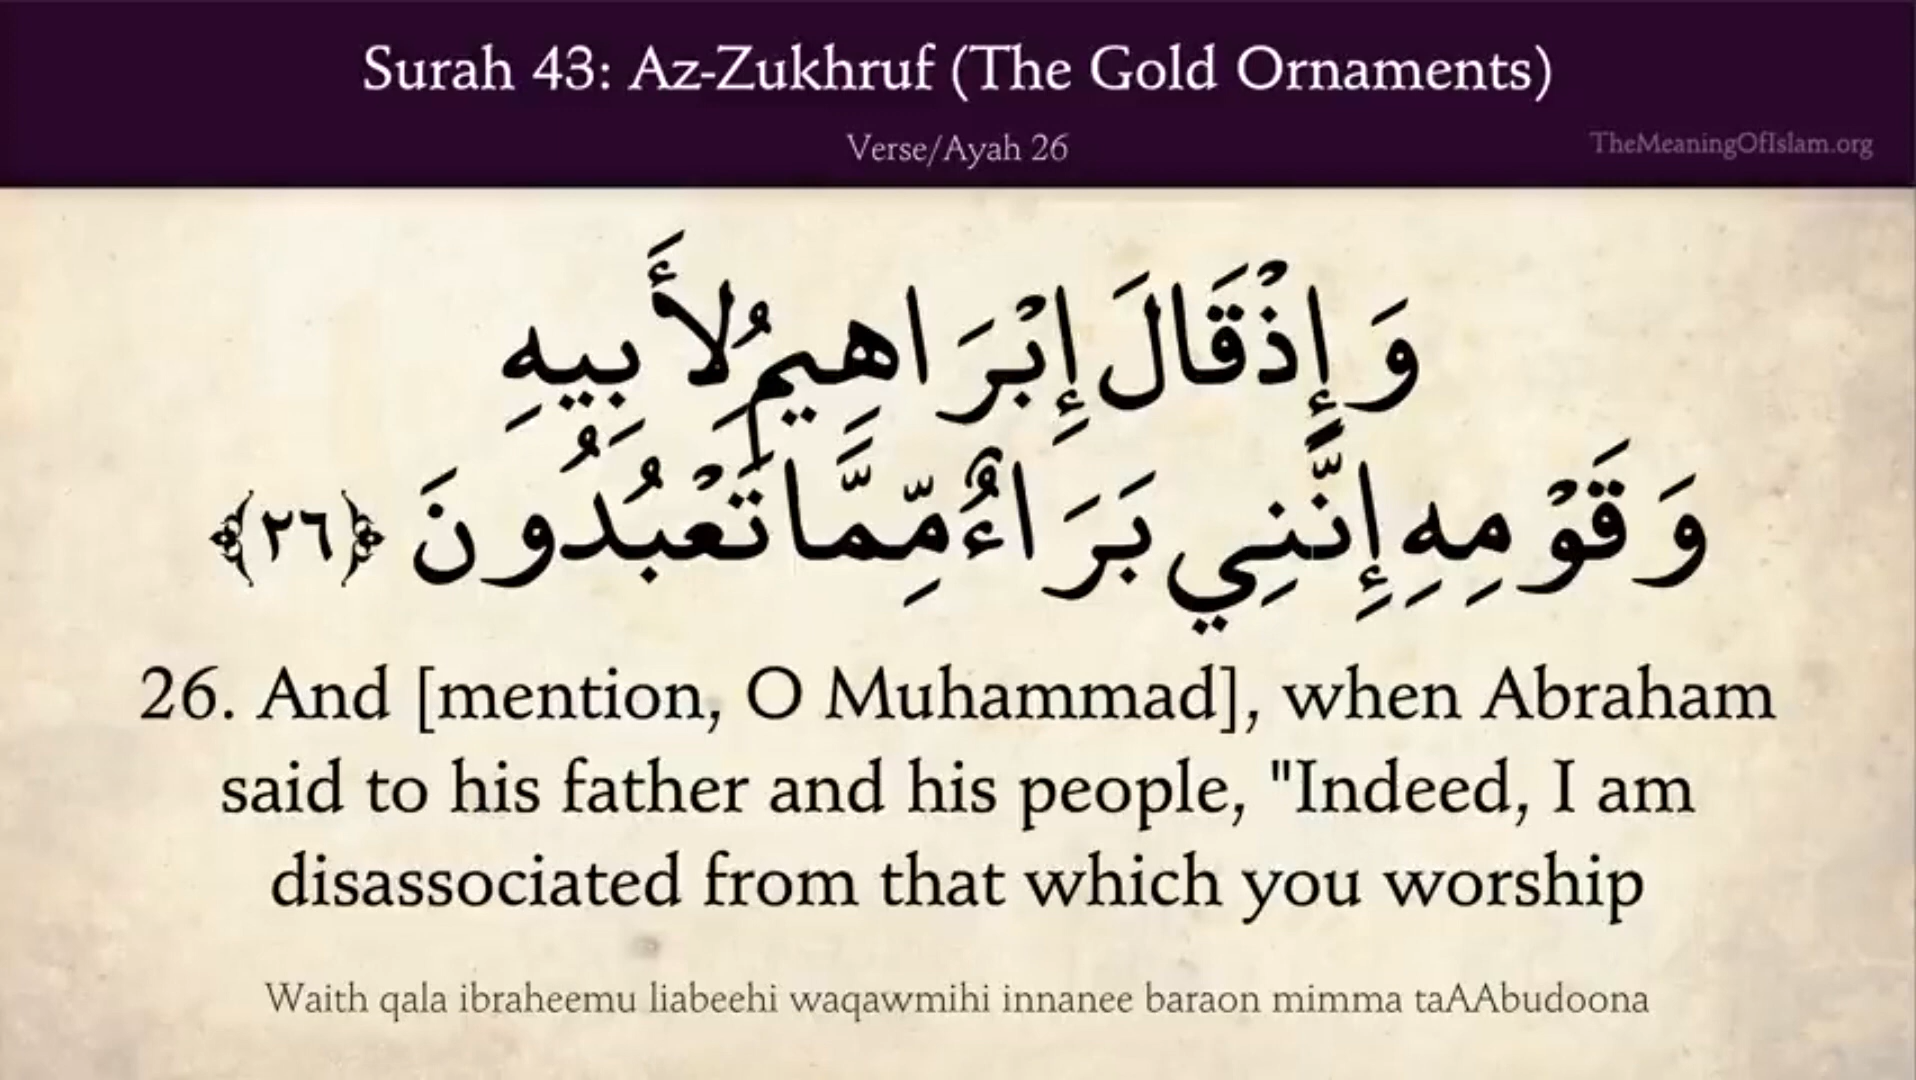 Surah 43: Az-Zukhruf (The Gold Ornaments)
Verse/Ayah 26
TheMeaningOfIslam.org
وَإِذْ قَالَ إِبْرَاهِيمُ لِأَبِيهِ
وَقَوْمِهِ إِنَّنِي بَرَاءٌ مِّمَّا تَعْبُدُونَ ﴿٢٦﴾
26. And [mention, O Muhammad], when Abraham
said to his father and his people, "Indeed, I am
disassociated from that which you worship
Waith qala ibraheemu liabeehi waqawmihi innanee baraon mimma taAAbudoona